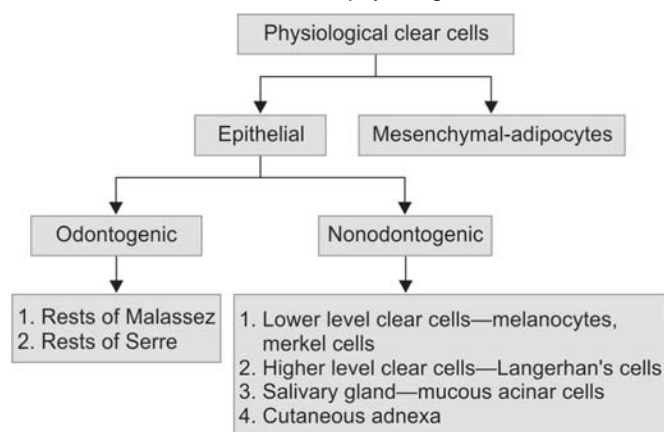 Physiological clear cells
Epithelial
Mesenchymal-adipocytes
Odontogenic
Nonodontogenic
1. Rests of Malassez
2. Rests of Serre
1. Lower level clear cells—melanocytes,
merkel cells
2. Higher level clear cells—Langerhan's cells
3. Salivary gland—mucous acinar cells
4. Cutaneous adnexa